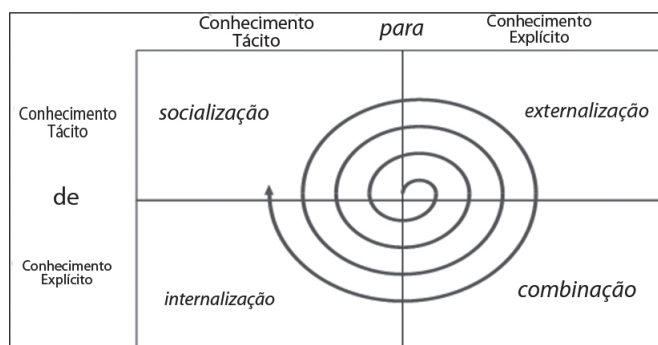 Conhecimento
Tácito
para
Conhecimento
Explícito
Conhecimento
Tácito
socialização
externalização
de
Conhecimento
Explícito
internalização
combinação